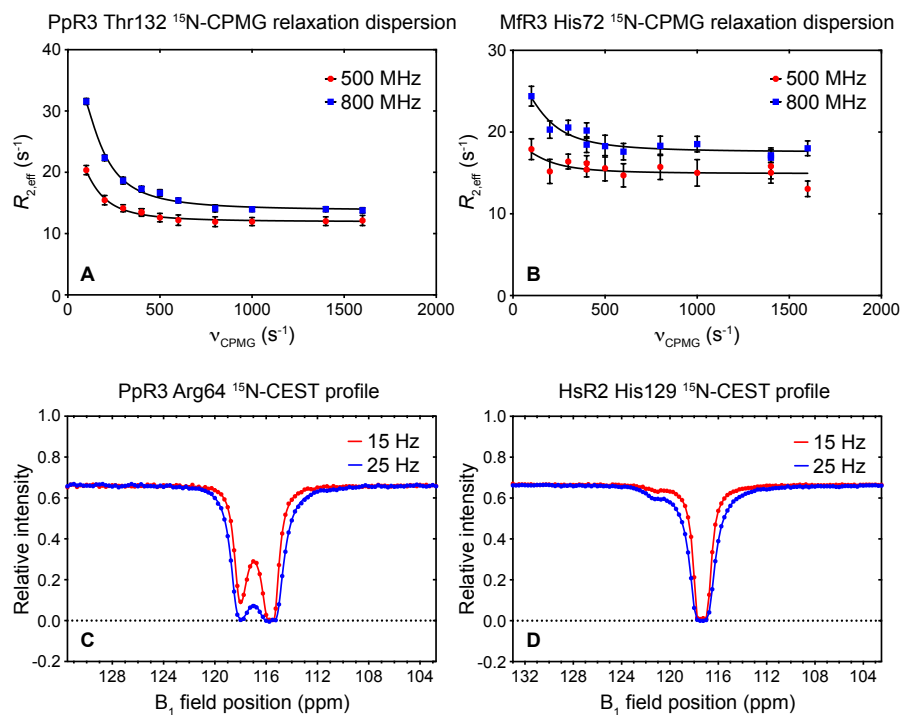 PpR3 Thr132 ¹⁵N-CPMG relaxation dispersion
40
30
20
10
0
R2,eff (s⁻¹)
500 MHz
800 MHz
A
0 500 1000 1500 2000
νCPMG (s⁻¹)
MfR3 His72 ¹⁵N-CPMG relaxation dispersion
30
20
10
0
R2,eff (s⁻¹)
500 MHz
800 MHz
B
0 500 1000 1500 2000
νCPMG (s⁻¹)
PpR3 Arg64 ¹⁵N-CEST profile
1.0
0.8
0.6
0.4
0.2
0.0
-0.2
Relative intensity
15 Hz
25 Hz
C
128 124 120 116 112 108 104
B₁ field position (ppm)
HsR2 His129 ¹⁵N-CEST profile
1.0
0.8
0.6
0.4
0.2
0.0
-0.2
Relative intensity
15 Hz
25 Hz
D
132 128 124 120 116 112 108 104
B₁ field position (ppm)